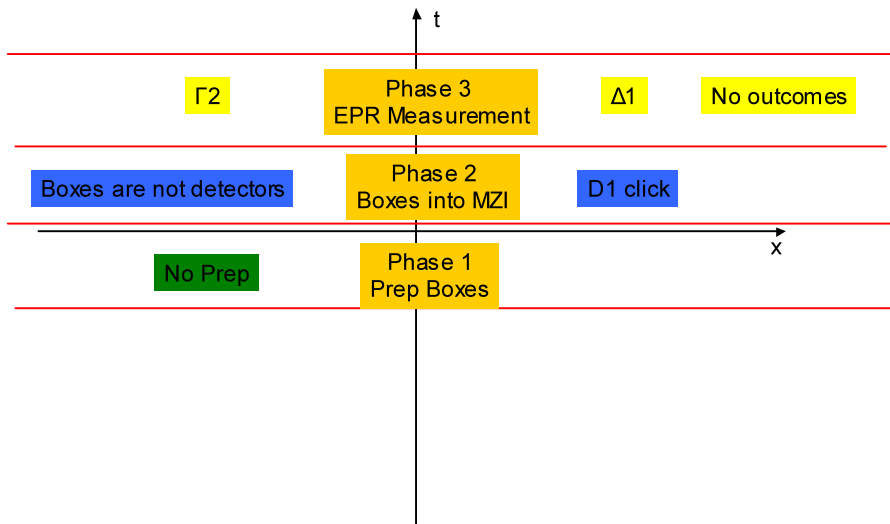 t
Γ2
Phase 3
EPR Measurement
Δ1
No outcomes
Boxes are not detectors
Phase 2
Boxes into MZI
D1 click
x
No Prep
Phase 1
Prep Boxes